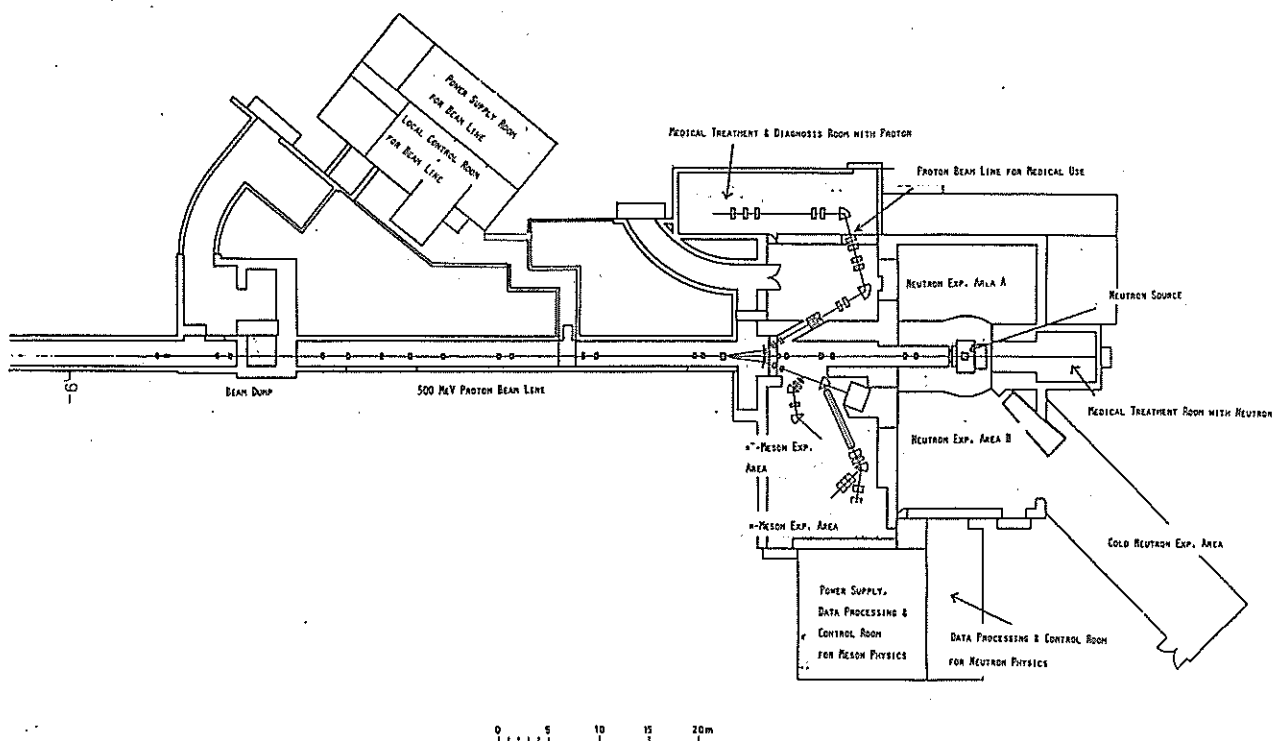 POWER SUPPLY ROOM
FOR BEAM LINE
LOCAL CONTROL ROOM
FOR BEAM LINE
MEDICAL TREATMENT & DIAGNOSIS ROOM WITH PROTON
PROTON BEAM LINE FOR MEDICAL USE
NEUTRON EXP. AREA A
NEUTRON SOURCE
-9-
BEAM DUMP
500 MEV PROTON BEAM LINE
MEDICAL TREATMENT ROOM WITH NEUTRON
-MESON EXP.
AREA
NEUTRON EXP. AREA B
-MESON EXP. AREA
COLD NEUTRON EXP. AREA
POWER SUPPLY,
DATA PROCESSING &
CONTROL ROOM
FOR MESON PHYSICS
DATA PROCESSING & CONTROL ROOM
FOR NEUTRON PHYSICS
0 5 10 15 20m